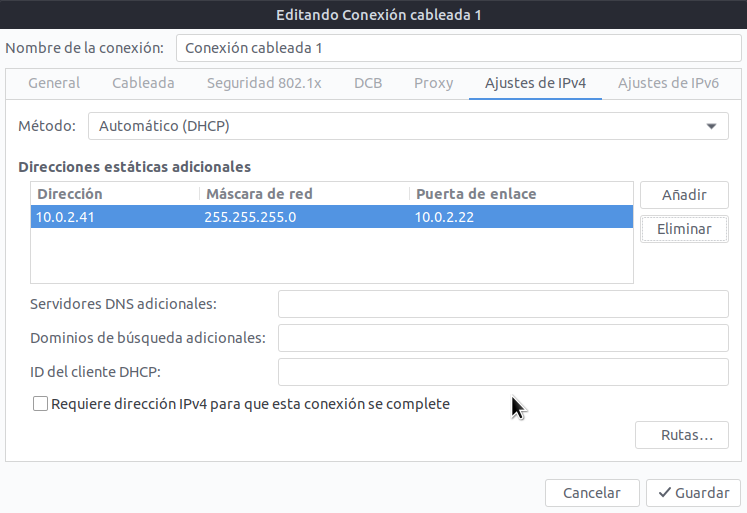 Editando Conexión cableada 1
Nombre de la conexión: Conexión cableada 1
General Cableada Seguridad 802.1x DCB Proxy Ajustes de IPv4 Ajustes de IPv6
Método: Automático (DHCP)
Direcciones estáticas adicionales
Dirección Máscara de red Puerta de enlace Añadir
10.0.2.41 255.255.255.0 10.0.2.22 Eliminar
Servidores DNS adicionales:
Dominios de búsqueda adicionales:
ID del cliente DHCP:
Requiere dirección IPv4 para que esta conexión se complete
Rutas…
Cancelar Guardar